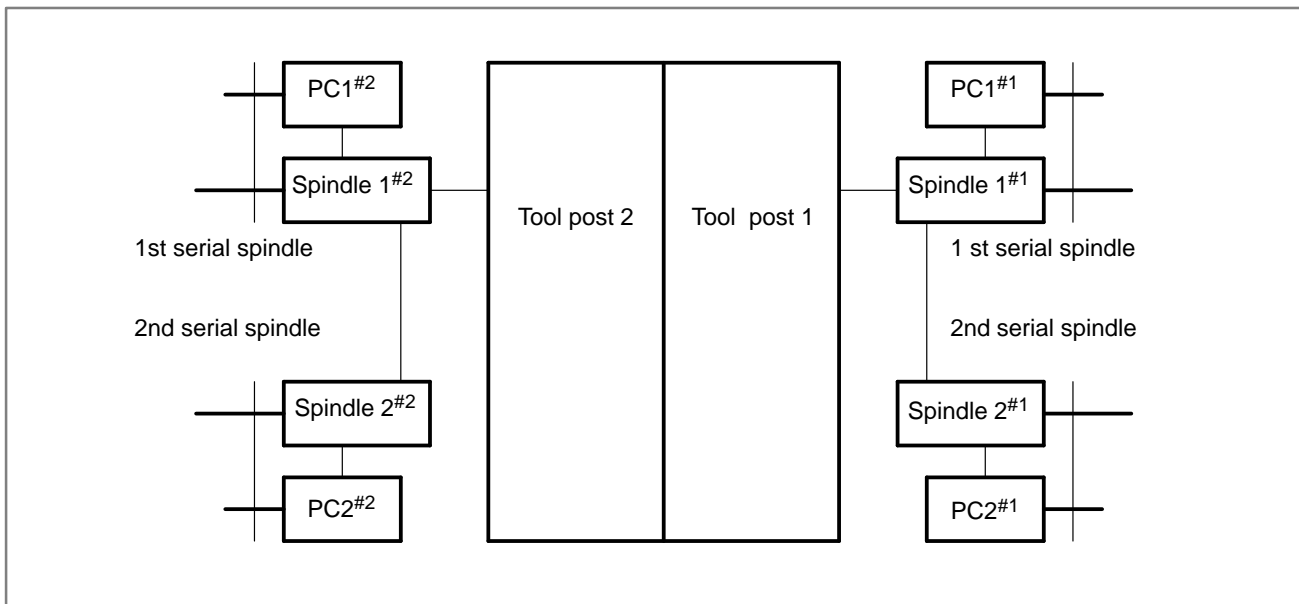 PC1#2
PC1#1
Spindle 1#2
Spindle 1#1
Tool post 2
Tool post 1
1st serial spindle
1 st serial spindle
2nd serial spindle
2nd serial spindle
Spindle 2#2
Spindle 2#1
PC2#2
PC2#1